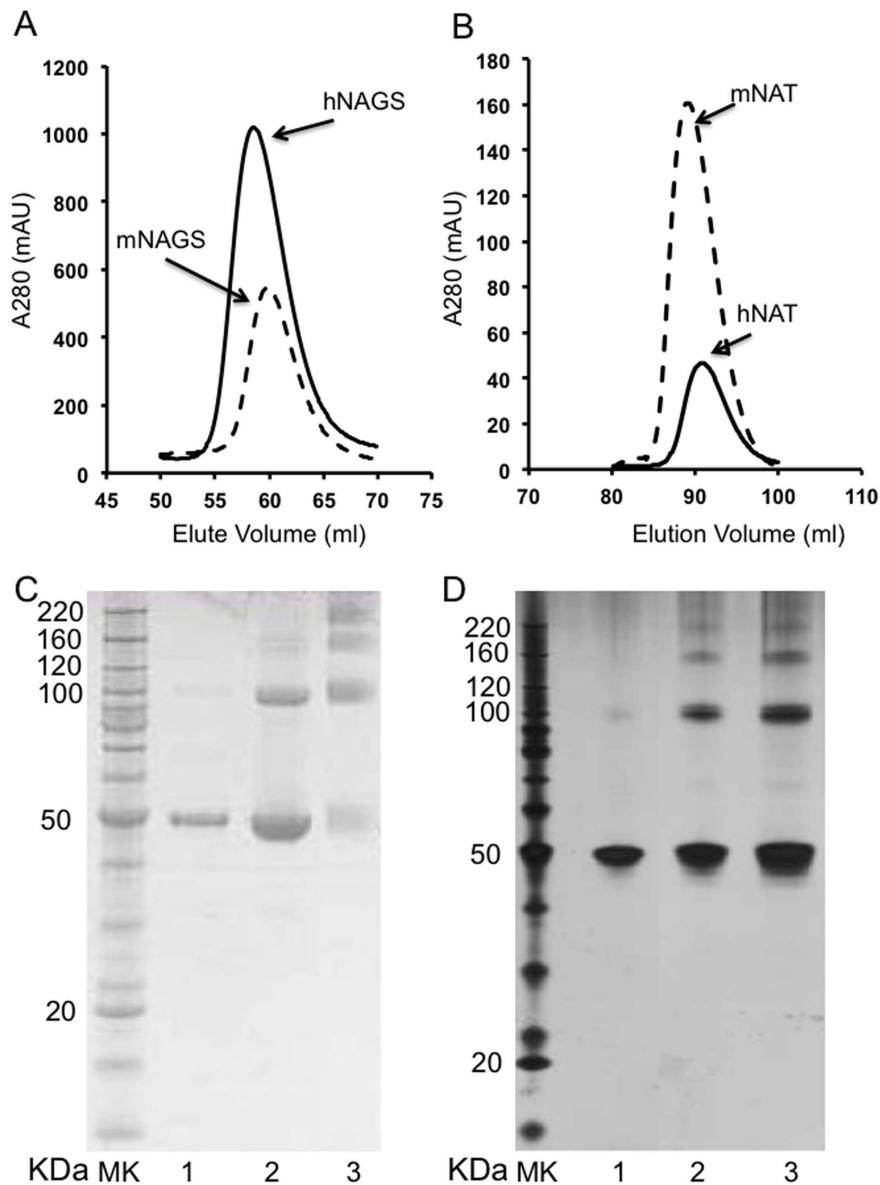 A
B
1200
1000
800
600
400
200
0
A280 (mAU)
hNAGS
mNAGS
45 50 55 60 65 70 75
Elute Volume (ml)
180
160
140
120
100
80
60
40
20
0
A280 (mAU)
mNAT
hNAT
70 80 90 100 110
Elution Volume (ml)
C
220
160
120
100
50
20
KDa MK 1 2 3
D
220
160
120
100
50
20
KDa MK 1 2 3